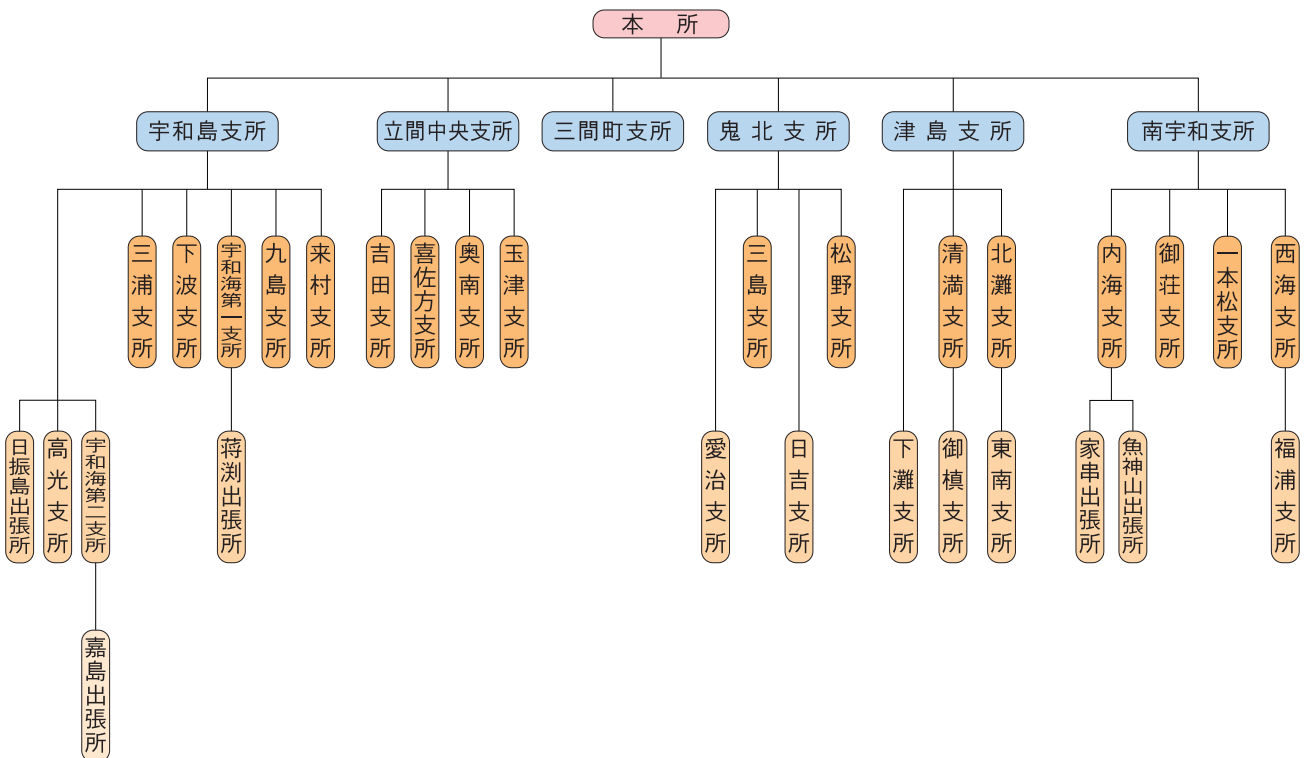 本所
宇和島支所
立間中央支所
三間町支所
鬼北支所
津島支所
南宇和支所
三浦支所
下波支所
宇和海第一支所
九島支所
来村支所
吉田支所
喜佐方支所
奥南支所
玉津支所
三島支所
松野支所
清満支所
北灘支所
内海支所
御荘支所
一本松支所
西海支所
日振島出張所
高光支所
宇和海第二支所
蒋渕出張所
愛治支所
日吉支所
下灘支所
御槙支所
東南支所
家串出張所
魚神山出張所
福浦支所
嘉島出張所